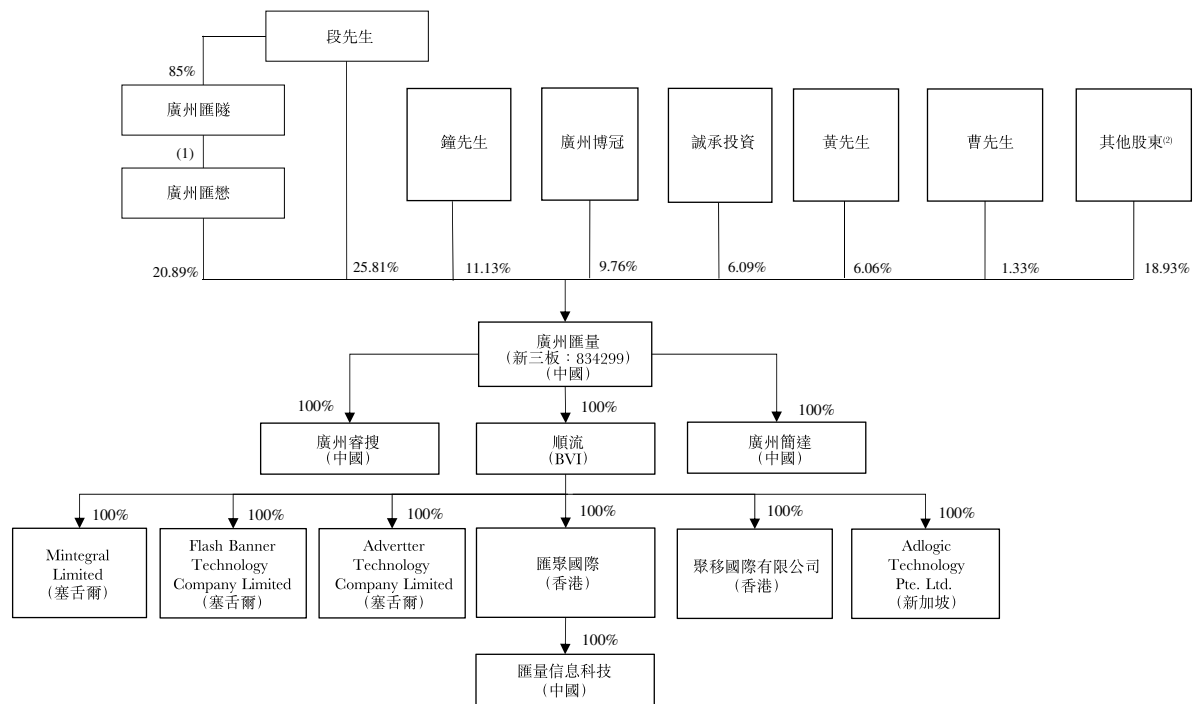 段先生
85%
廣州匯隧
(1)
廣州匯懋
鐘先生
廣州博冠
誠承投資
黃先生
曹先生
其他股東(2)
20.89%
25.81%
11.13%
9.76%
6.09%
6.06%
1.33%
18.93%
廣州匯量
(新三板：834299)
(中國)
100%
100%
100%
廣州睿搜
(中國)
順流
(BVI)
廣州簡達
(中國)
100%
100%
100%
100%
100%
100%
Mintegral
Limited
(塞舌爾)
Flash Banner
Technology
Company Limited
(塞舌爾)
Advertter
Technology
Company Limited
(塞舌爾)
匯聚國際
(香港)
聚移國際有限公司
(香港)
Adlogic
Technology
Pte. Ltd.
(新加坡)
100%
匯量信息科技
(中國)